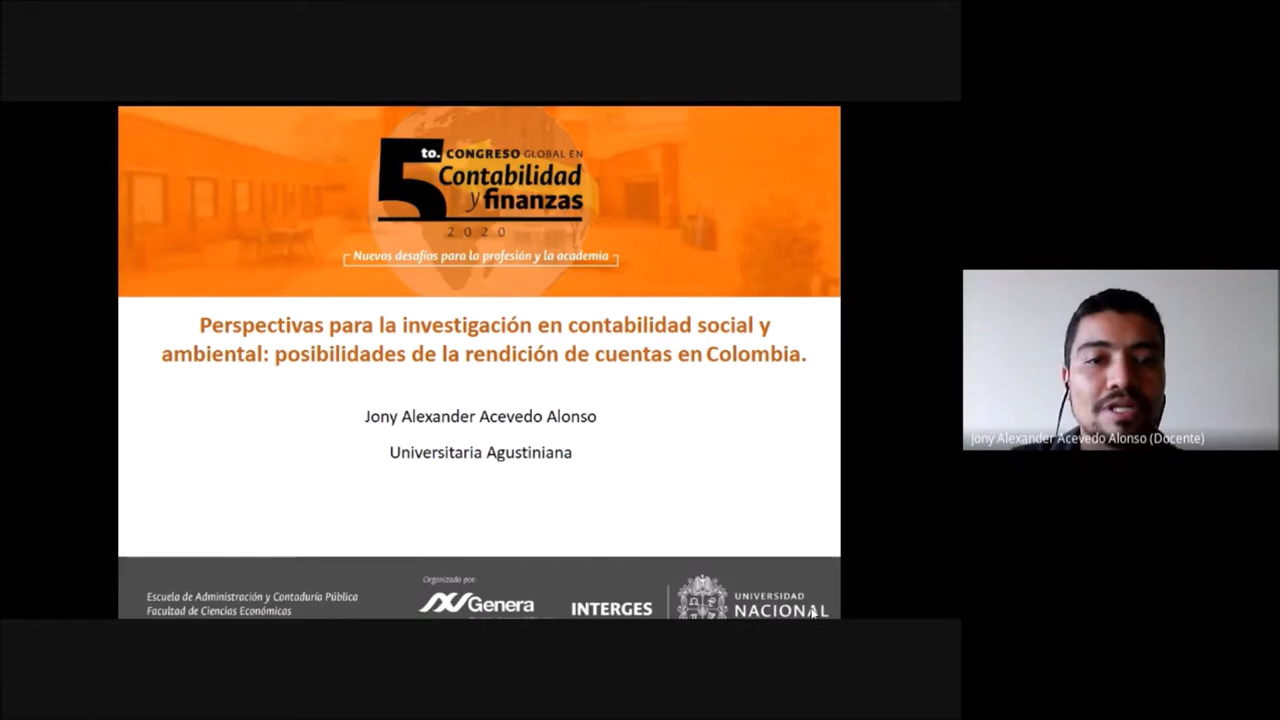 5to. CONGRESO GLOBAL EN
Contabilidad
y finanzas
2020
Nuevos desafíos para la profesión y la academia
Perspectivas para la investigación en contabilidad social y
ambiental: posibilidades de la rendición de cuentas en Colombia.
Jony Alexander Acevedo Alonso
Universitaria Agustiniana
Jony Alexander Acevedo Alonso (Docente)
Organizado por:
Escuela de Administración y Contaduría Pública
Facultad de Ciencias Económicas
Genera
INTERGES
UNIVERSIDAD
NACIONAL